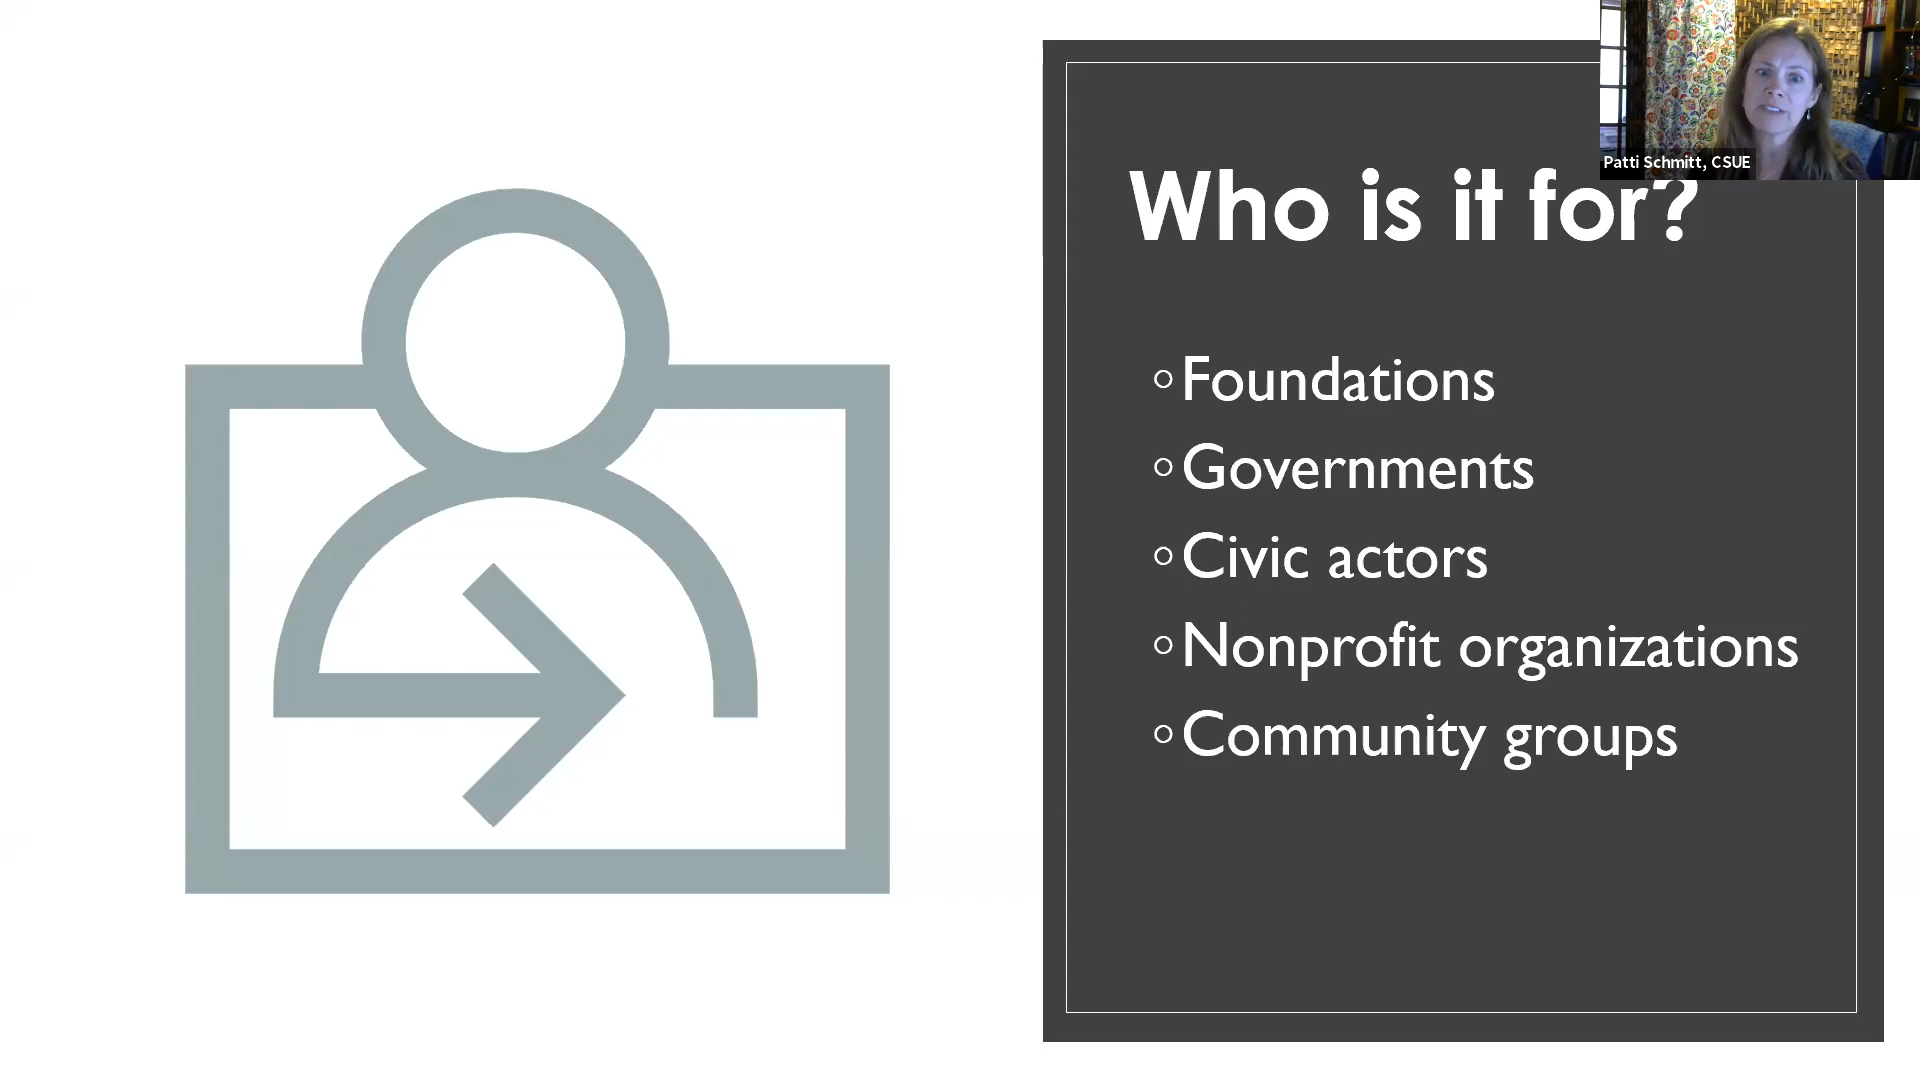 Patti Schmitt, CSUE
Who is it for?
Foundations
Governments
Civic actors
Nonprofit organizations
Community groups